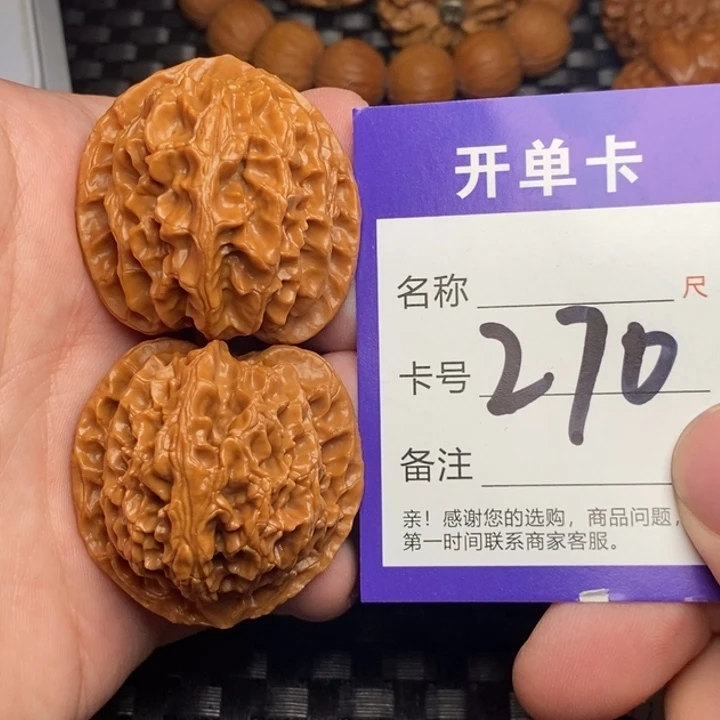 开单卡
名称 尺
卡号 270
备注
亲！感谢您的选购，商品问题，
第一时间联系商家客服。